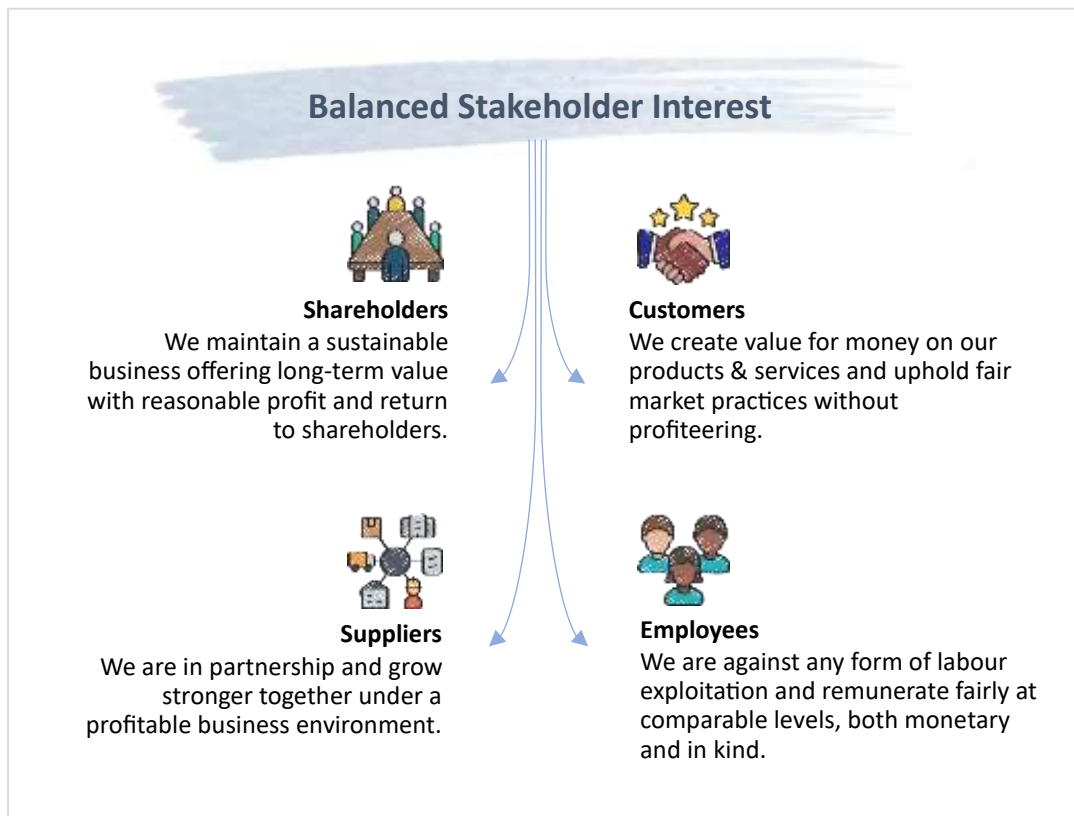 Balanced Stakeholder Interest
Shareholders
We maintain a sustainable
business offering long-term value
with reasonable profit and return
to shareholders.
Customers
We create value for money on our
products & services and uphold fair
market practices without
profiteering.
Suppliers
We are in partnership and grow
stronger together under a
profitable business environment.
Employees
We are against any form of labour
exploitation and remunerate fairly at
comparable levels, both monetary
and in kind.